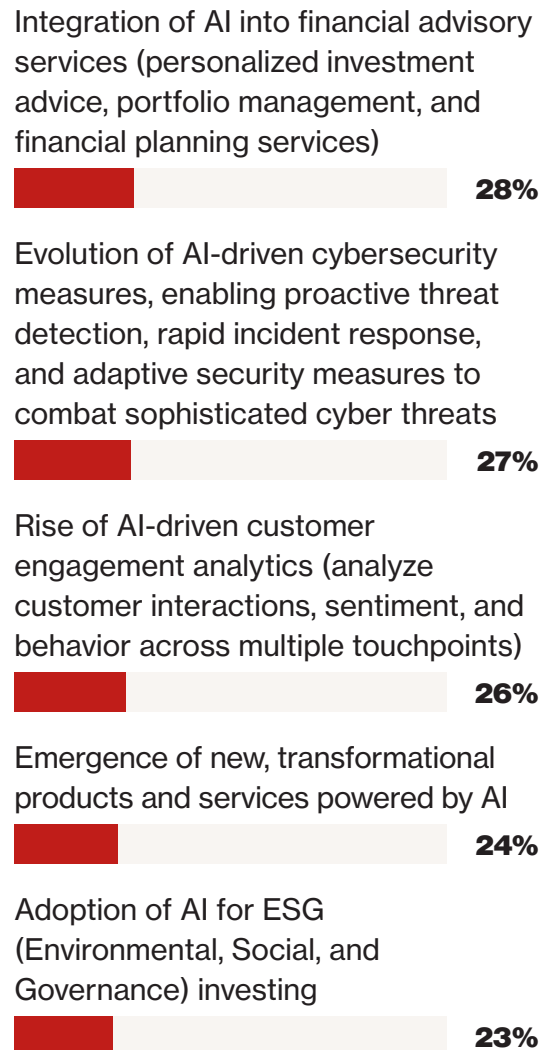 Integration of AI into financial advisory
services (personalized investment
advice, portfolio management, and
financial planning services)
28%
Evolution of AI-driven cybersecurity
measures, enabling proactive threat
detection, rapid incident response,
and adaptive security measures to
combat sophisticated cyber threats
27%
Rise of AI-driven customer
engagement analytics (analyze
customer interactions, sentiment, and
behavior across multiple touchpoints)
26%
Emergence of new, transformational
products and services powered by AI
24%
Adoption of AI for ESG
(Environmental, Social, and
Governance) investing
23%